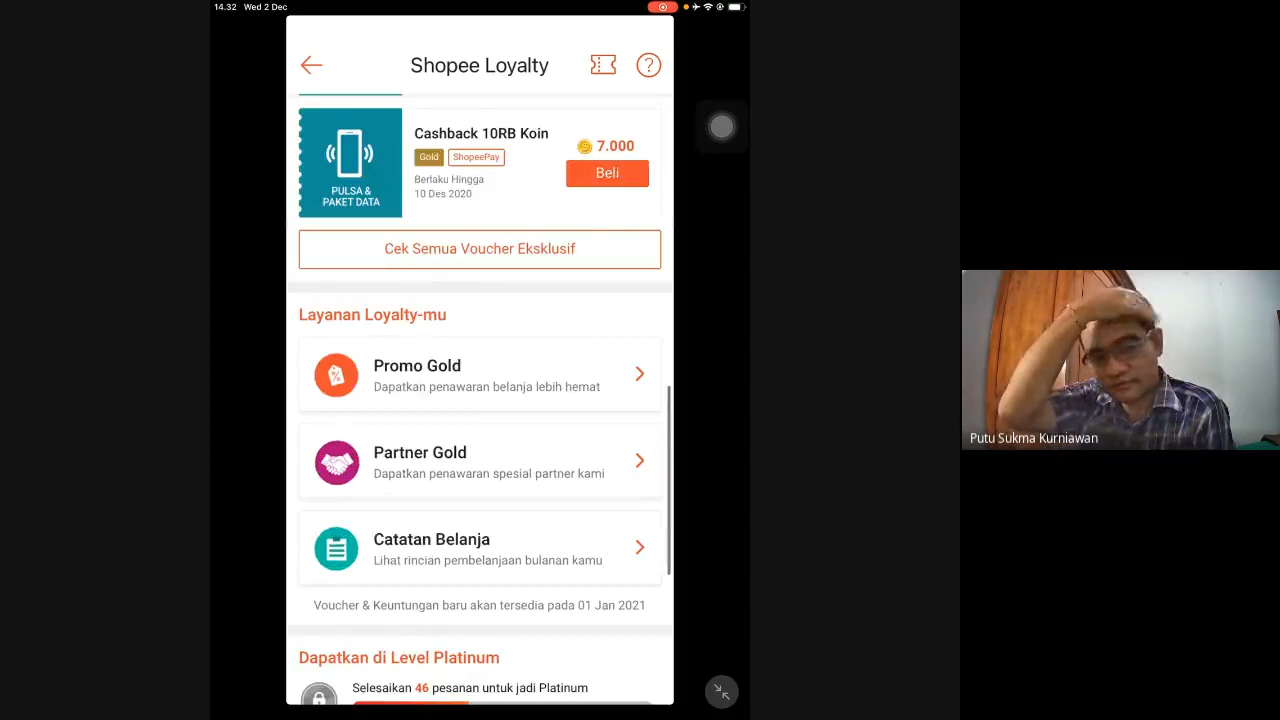 14.32 Wed 2 Dec
Shopee Loyalty
?
Cashback 10RB Koin
7.000
Gold
ShopeePay
Beli
Berlaku Hingga
10 Des 2020
PULSA &
PAKET DATA
Cek Semua Voucher Eksklusif
Layanan Loyalty-mu
Promo Gold
Dapatkan penawaran belanja lebih hemat
Partner Gold
Dapatkan penawaran spesial partner kami
Catatan Belanja
Lihat rincian pembelanjaan bulanan kamu
Voucher & Keuntungan baru akan tersedia pada 01 Jan 2021
Dapatkan di Level Platinum
Selesaikan 46 pesanan untuk jadi Platinum
Putu Sukma Kurniawan